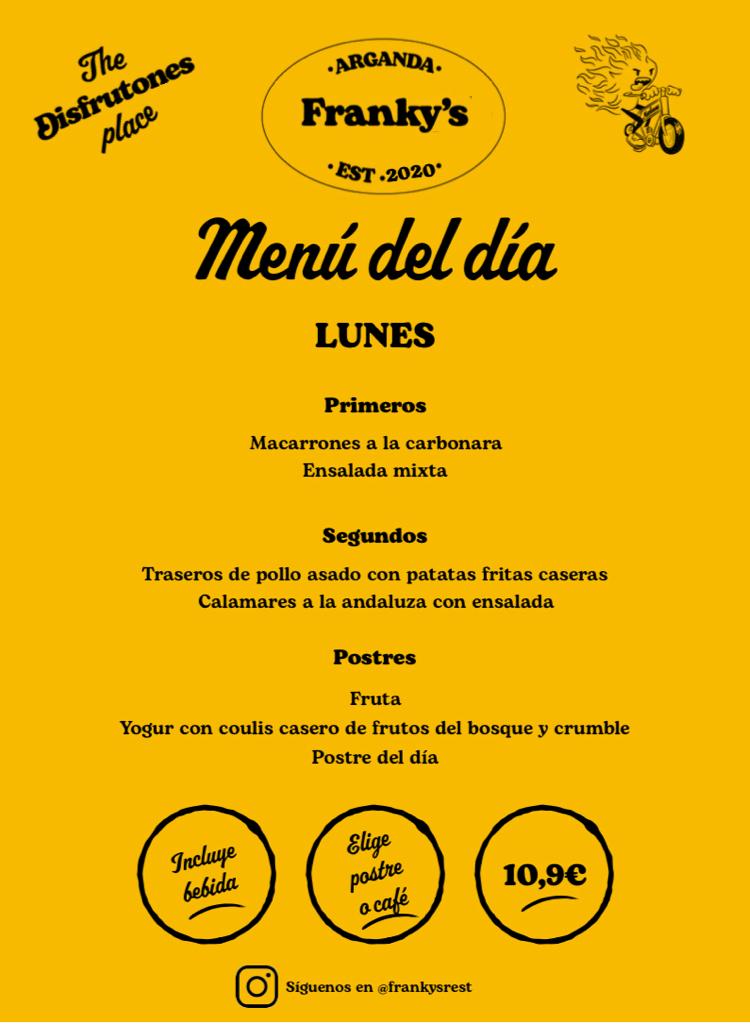 The
Disfrutones
place
·ARGANDA·
Franky's
·EST·2020·
Menú del día
LUNES
Primeros
Macarrones a la carbonara
Ensalada mixta
Segundos
Traseros de pollo asado con patatas fritas caseras
Calamares a la andaluza con ensalada
Postres
Fruta
Yogur con coulis casero de frutos del bosque y crumble
Postre del día
Incluye
bebida
Elige
postre
o café
10,9€
Síguenos en @frankysrest